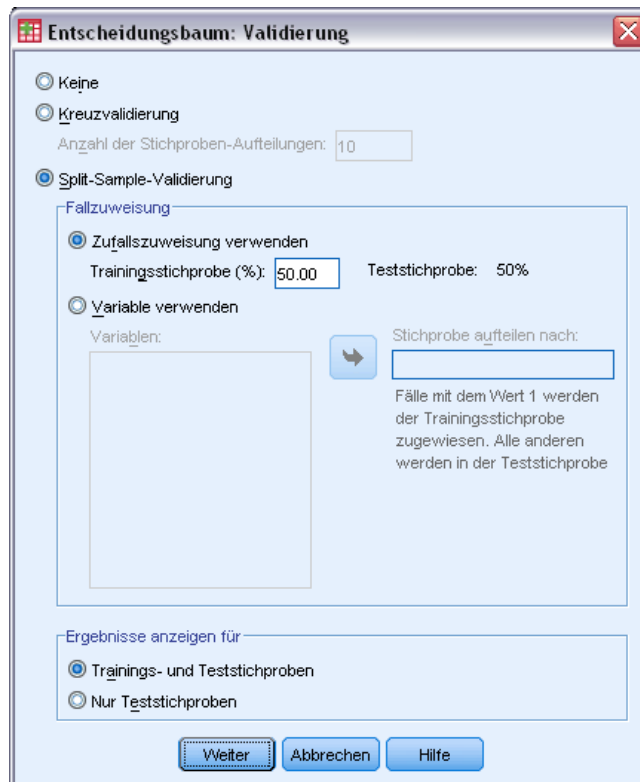 Entscheidungsbaum: Validierung
Keine
Kreuzvalidierung
Anzahl der Stichproben-Aufteilungen: 10
Split-Sample-Validierung
Fallzuweisung
Zufallszuweisung verwenden
Trainingsstichprobe (%): 50.00 Teststichprobe: 50%
Variable verwenden
Variablen:
Stichprobe aufteilen nach:
Fälle mit dem Wert 1 werden
der Trainingsstichprobe
zugewiesen. Alle anderen
werden in der Teststichprobe
Ergebnisse anzeigen für
Trainings- und Teststichproben
Nur Teststichproben
Weiter Abbrechen Hilfe